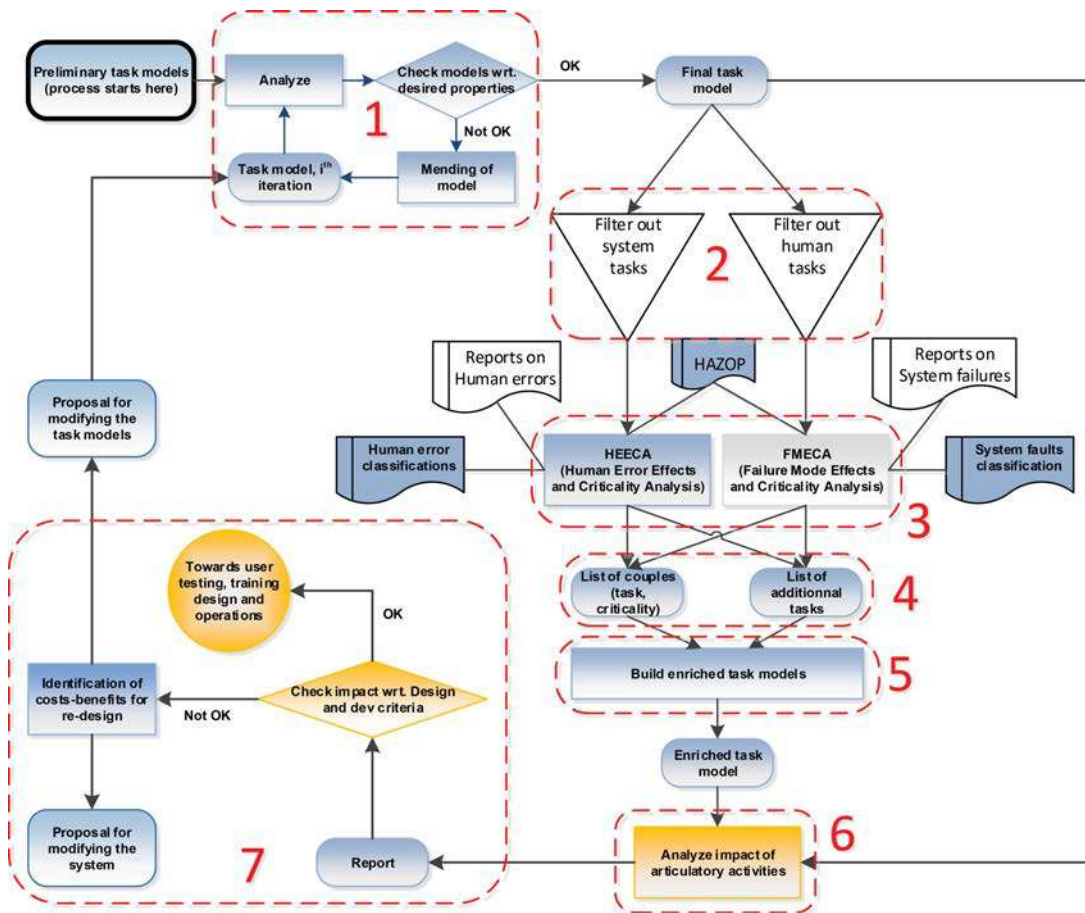 Preliminary task models
(process starts here)
Analyze
Check models wrt.
desired properties
OK
Final task
model
1
Not OK
Task model, i th
iteration
Mending of
model
Filter out
system
tasks
2
Filter out
human
tasks
Reports on
Human errors
HAZOP
Reports on
System failures
Proposal for
modifying the
task models
Human error
classifications
HEECA
(Human Error Effects
and Criticality Analysis)
FMECA
(Failure Mode Effects
and Criticality Analysis)
System faults
classification
3
Towards user
testing, training
design and
operations
List of couples
(task,
criticality)
List of
additionnal
tasks
4
OK
Build enriched task models
5
Identification of
costs-benefits for
re-design
Not OK
Check impact wrt. Design
and dev criteria
Enriched task
model
Proposal for
modifying the
system
7
Report
Analyze impact of
articulatory activities
6